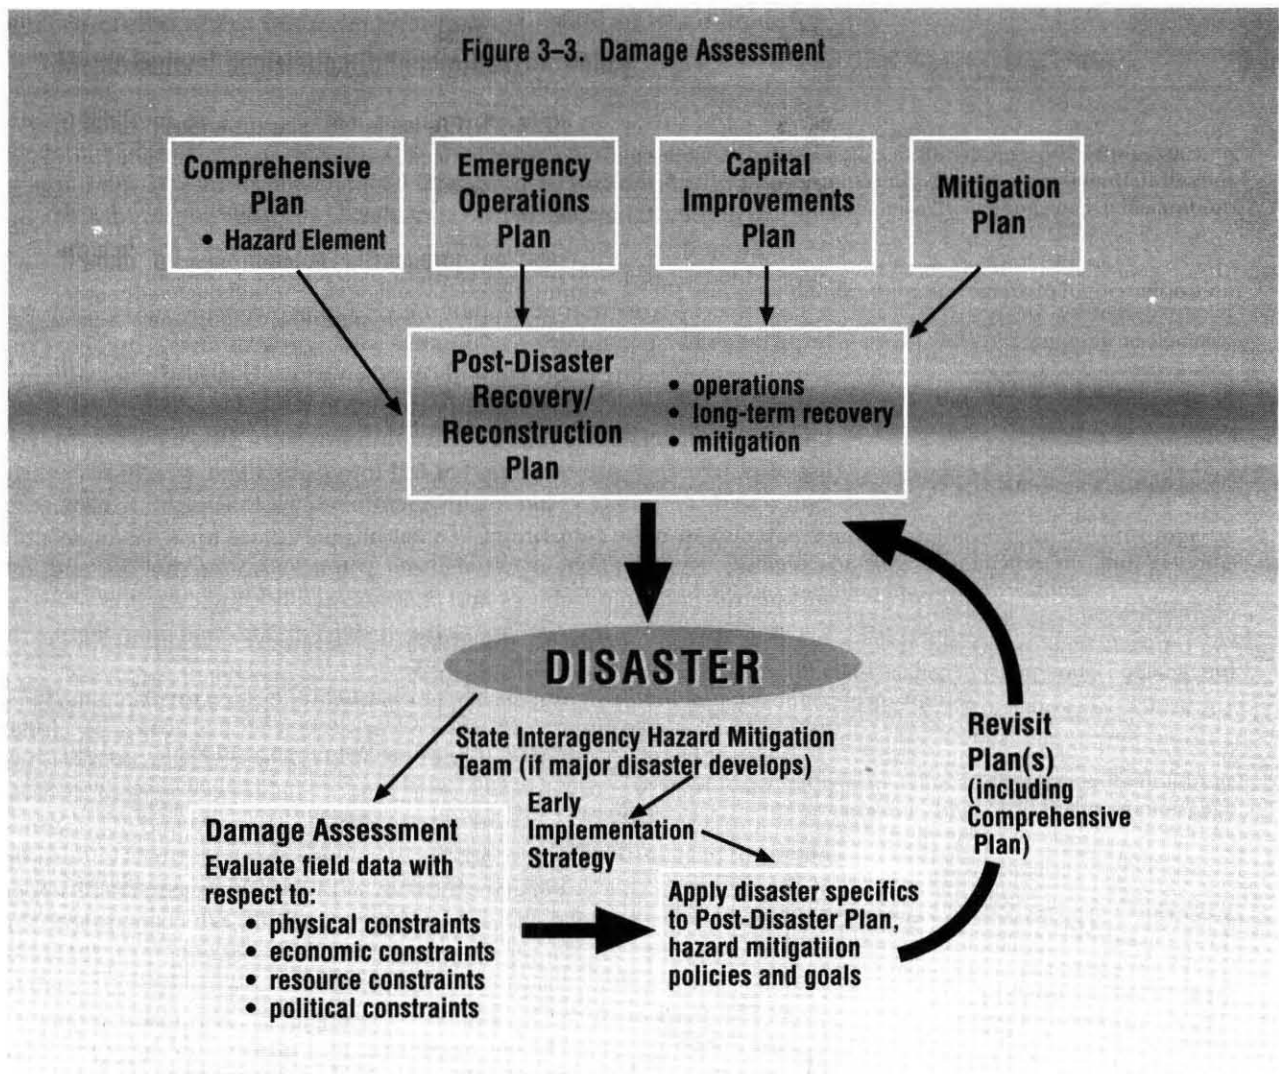 Figure 3–3. Damage Assessment
Comprehensive
Plan
• Hazard Element
Emergency
Operations
Plan
Capital
Improvements
Plan
Mitigation
Plan
Post-Disaster
Recovery/
Reconstruction
Plan
• operations
• long-term recovery
• mitigation
DISASTER
State Interagency Hazard Mitigation
Team (if major disaster develops)
Early
Implementation
Strategy
Damage Assessment
Evaluate field data with
respect to:
• physical constraints
• economic constraints
• resource constraints
• political constraints
Apply disaster specifics
to Post-Disaster Plan,
hazard mitigatiion
policies and goals
Revisit
Plan(s)
(including
Comprehensive
Plan)